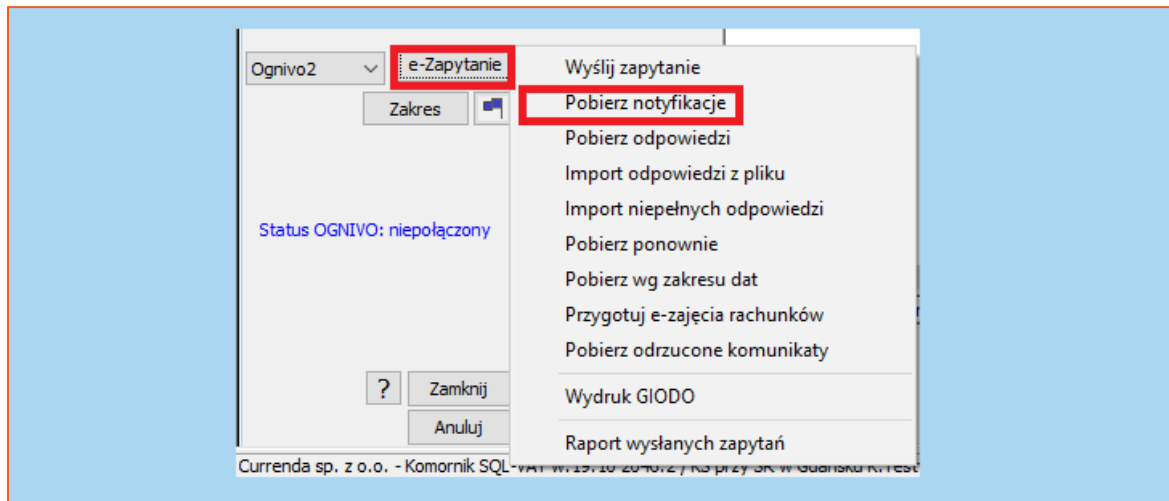 Ognivo2
e-Zapytanie
Zakres
Status OGNIVO: niepołączony
?
Zamknij
Anuluj
Wyślij zapytanie
Pobierz notyfikacje
Pobierz odpowiedzi
Import odpowiedzi z pliku
Import niepełnych odpowiedzi
Pobierz ponownie
Pobierz wg zakresu dat
Przygotuj e-zajęcia rachunków
Pobierz odrzucone komunikaty
Wydruk GIODO
Raport wysłanych zapytań
Currenda sp. z o.o. - Komornik SQL-VAT w. 19.10